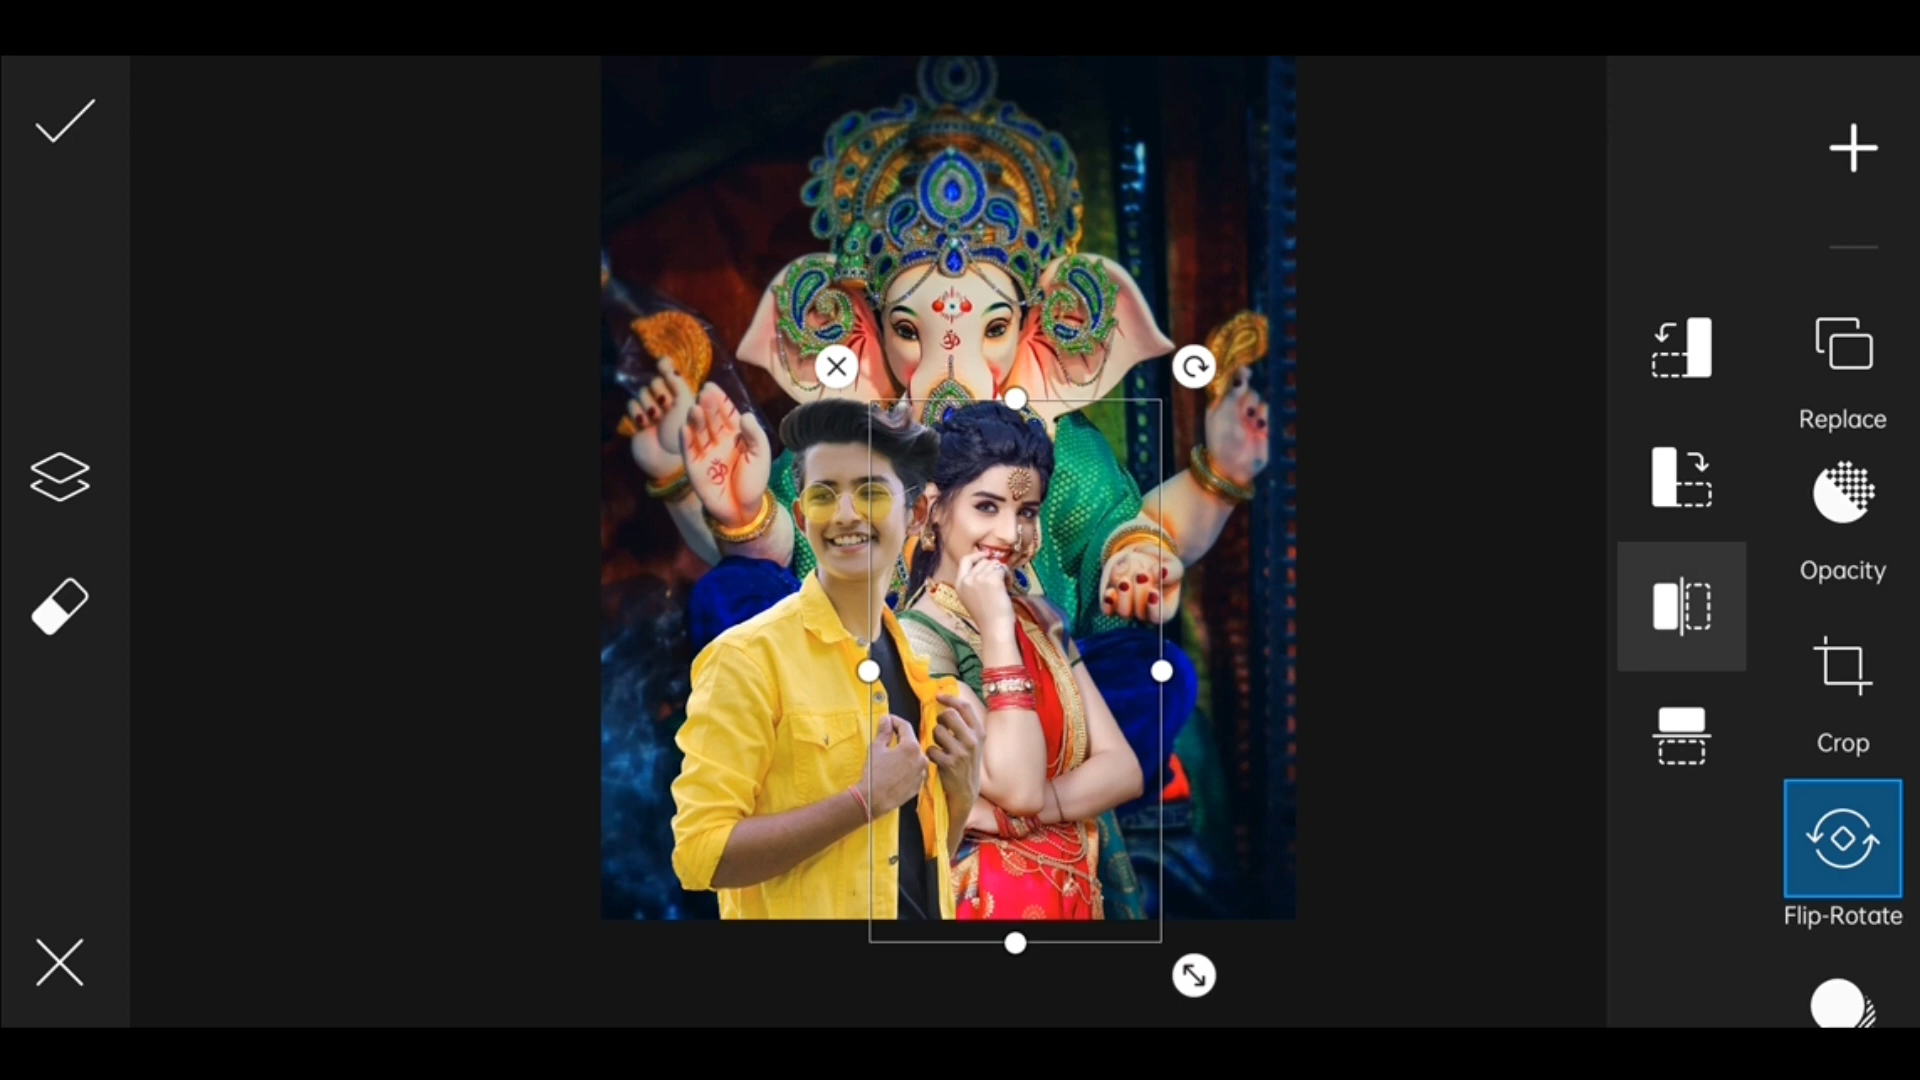 Replace
Opacity
Crop
Flip-Rotate
ॐ
ॐ